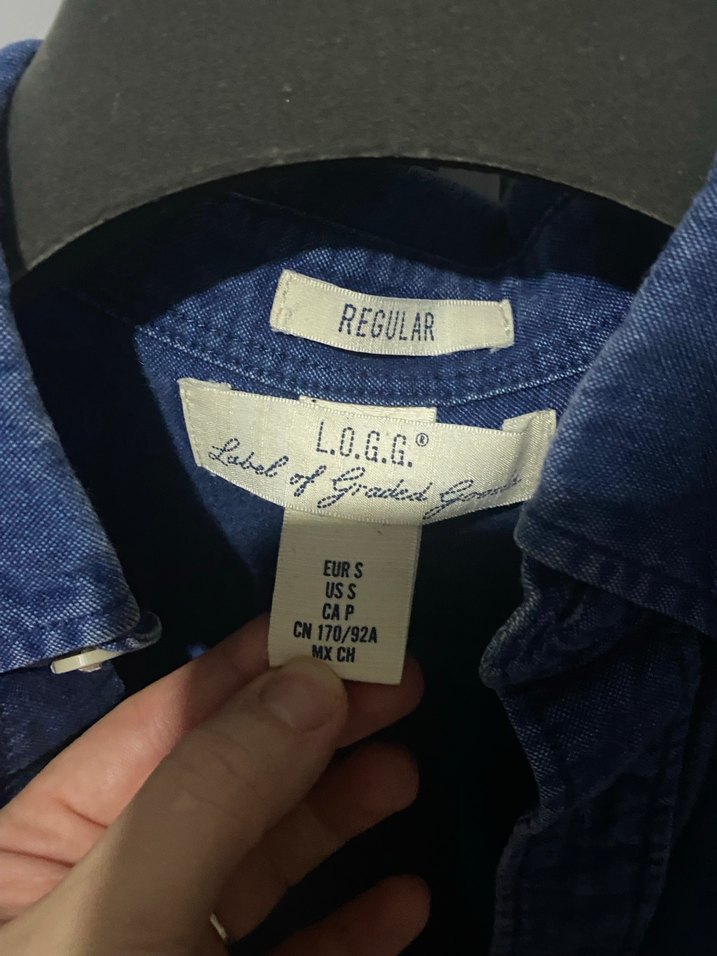 REGULAR
L.O.G.G.®
Label of Graded Goods
EUR S
US S
CA P
CN 170/92A
MX CH